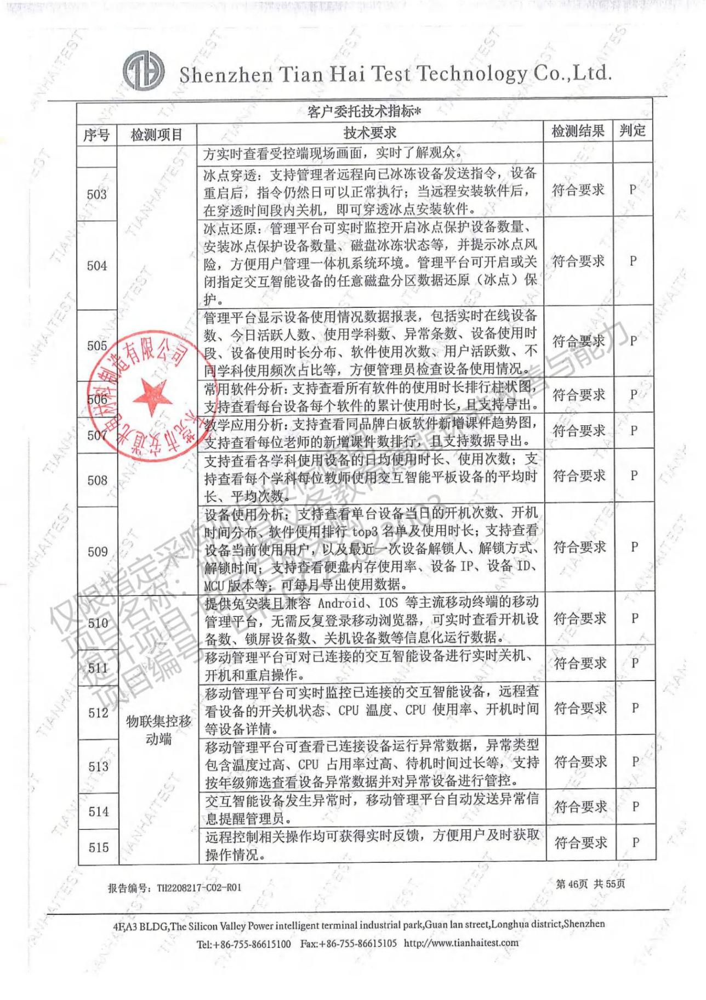 Shenzhen Tian Hai Test Technology Co.,Ltd.
客户委托技术指标*
序号 检测项目 技术要求 检测结果 判定
方实时查看受控端现场画面，实时了解观众。
503 冰点穿透：支持管理者远程向已冰冻设备发送指令，设备
重启后，指令仍然日可以正常执行；当远程安装软件后，
在穿透时间段内关机，即可穿透冰点安装软件。
符合要求 P
504 冰点还原：管理平台可实时监控开启冰点保护设备数量、
安装冰点保护设备数量、磁盘冰冻状态等，并提示冰点风
险，方便用户管理一体机系统环境。管理平台可开启或关
闭指定交互智能设备的任意磁盘分区数据还原（冰点）保
护。
符合要求 P
505 管理平台显示设备使用情况数据报表，包括实时在线设备
数、今日活跃人数、使用学科数、异常条数、设备使用时
段、设备使用时长分布、软件使用次数、用户活跃数、不
同学科使用频次占比等，方便管理员检查设备使用情况。
符合要求 P
506 常用软件分析：支持查看所有软件的使用时长排行柱状图，
支持查看每台设备每个软件的累计使用时长，且支持导出。
符合要求 P
507 教学应用分析：支持查看同品牌白板软件新增课件趋势图，
支持查看每位老师的新增课件数排行，且支持数据导出。
符合要求 P
508 支持查看各学科使用设备的日均使用时长、使用次数；支
持查看每个学科每位教师使用交互智能平板设备的平均时
长、平均次数。
符合要求 P
509 设备使用分析：支持查看单台设备当日的开机次数、开机
时间分布、软件使用排行 top3 名单及使用时长；支持查看
设备当前使用用户，以及最近一次设备解锁人、解锁方式、
解锁时间；支持查看硬盘内存使用率、设备 IP、设备 ID、
MCU 版本等；可每月导出使用数据。
符合要求 P
物联集控移
动端
510 提供免安装且兼容 Android、IOS 等主流移动终端的移动
管理平台，无需反复登录移动浏览器，可实时查看开机设
备数、锁屏设备数、关机设备数等信息化运行数据。
符合要求 P
511 移动管理平台可对已连接的交互智能设备进行实时关机、
开机和重启操作。
符合要求 P
512 移动管理平台可实时监控已连接的交互智能设备，远程查
看设备的开关机状态、CPU 温度、CPU 使用率、开机时间
等设备详情。
符合要求 P
513 移动管理平台可查看已连接设备运行异常数据，异常类型
包含温度过高、CPU 占用率过高、待机时间过长等，支持
按年级筛选查看设备异常数据并对异常设备进行管控。
符合要求 P
514 交互智能设备发生异常时，移动管理平台自动发送异常信
息提醒管理员。
符合要求 P
515 远程控制相关操作均可获得实时反馈，方便用户及时获取
操作情况。
符合要求 P
报告编号：TH2208217-C02-R01 第 46页 共 55页
4F,A3 BLDG,The Silicon Valley Power intelligent terminal industrial park,Guan lan street,Longhua district,Shenzhen
Tel:+86-755-86615100 Fax:+86-755-86615105 http://www.tianhaitest.com
TIANHAITEST